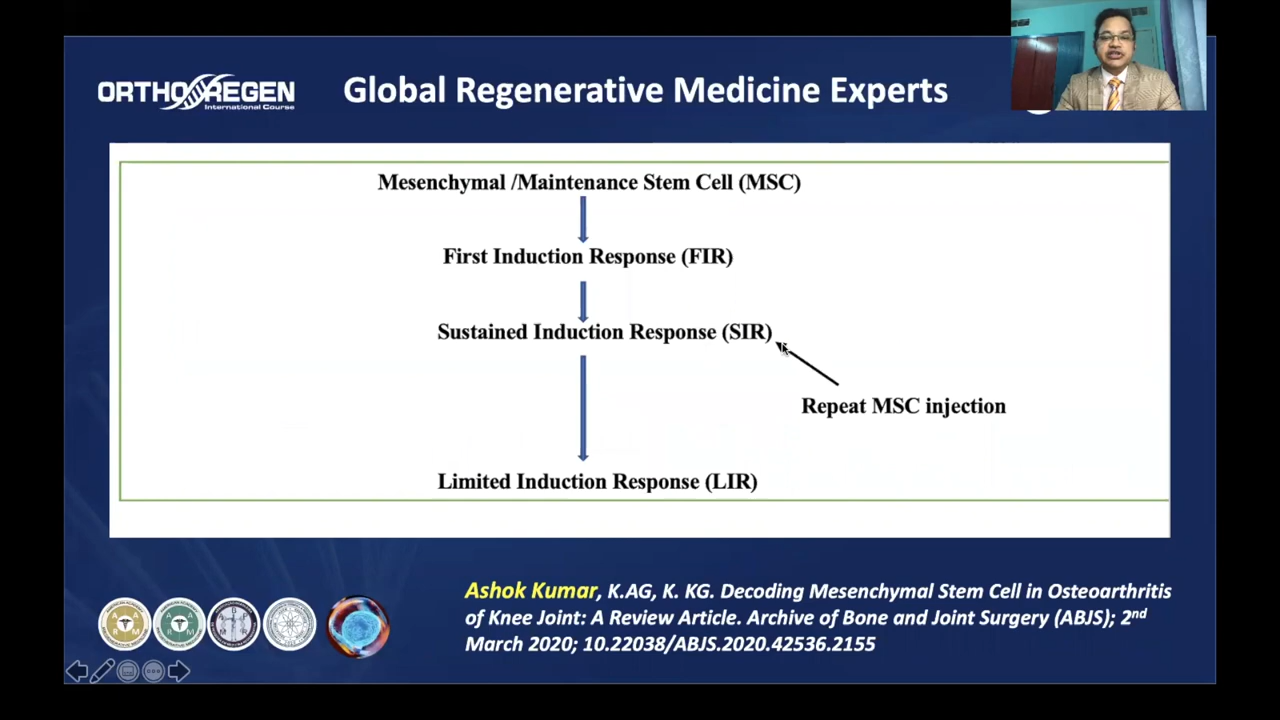 ORTHO REGEN
International Course
Global Regenerative Medicine Experts
Mesenchymal /Maintenance Stem Cell (MSC)
First Induction Response (FIR)
Sustained Induction Response (SIR)
Repeat MSC injection
Limited Induction Response (LIR)
Ashok Kumar, K.AG, K. KG. Decoding Mesenchymal Stem Cell in Osteoarthritis
of Knee Joint: A Review Article. Archive of Bone and Joint Surgery (ABJS); 2nd
March 2020; 10.22038/ABJS.2020.42536.2155